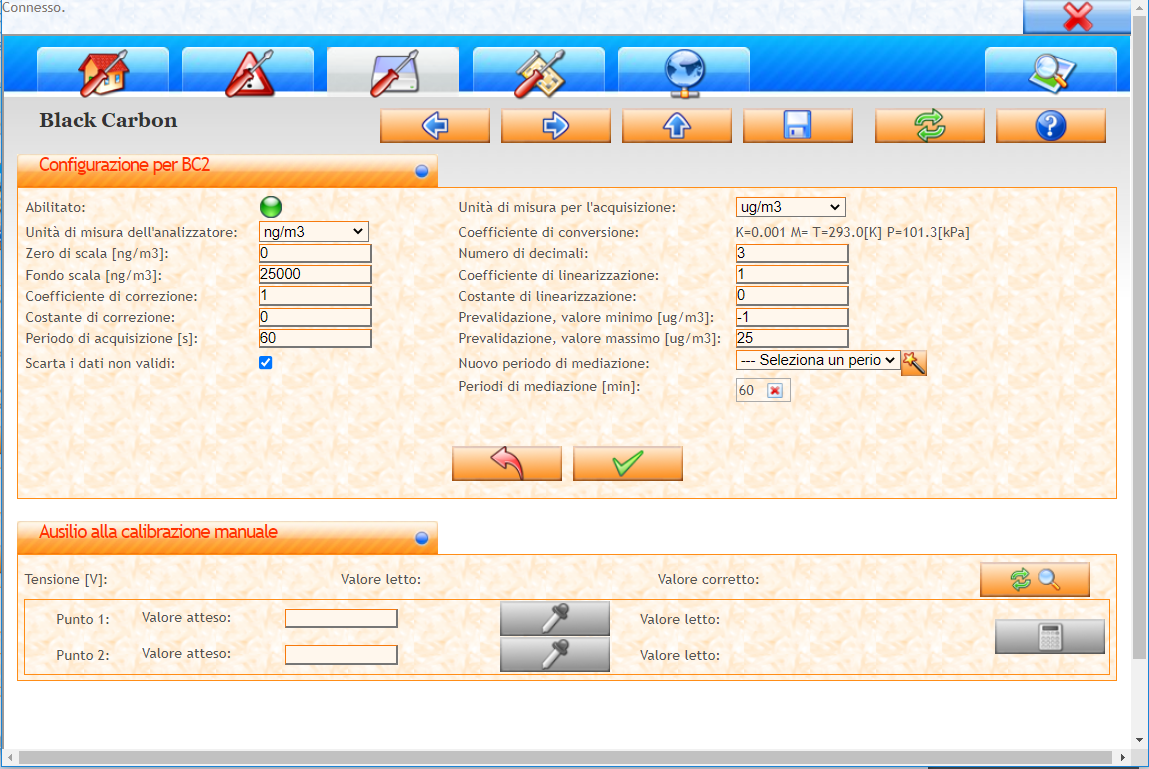 Connesso.
Black Carbon
Configurazione per BC2
Abilitato:
Unità di misura per l'acquisizione: ug/m3
Unità di misura dell'analizzatore: ng/m3
Coefficiente di conversione: K=0.001 M= T=293.0[K] P=101.3[kPa]
Zero di scala [ng/m3]: 0
Numero di decimali: 3
Fondo scala [ng/m3]: 25000
Coefficiente di linearizzazione: 1
Coefficiente di correzione: 1
Costante di linearizzazione: 0
Costante di correzione: 0
Prevalidazione, valore minimo [ug/m3]: -1
Periodo di acquisizione [s]: 60
Prevalidazione, valore massimo [ug/m3]: 25
Scarta i dati non validi:
Nuovo periodo di mediazione: --- Seleziona un perio
Periodi di mediazione [min]: 60
Ausilio alla calibrazione manuale
Tensione [V]: Valore letto: Valore corretto:
Punto 1: Valore atteso: Valore letto:
Punto 2: Valore atteso: Valore letto: